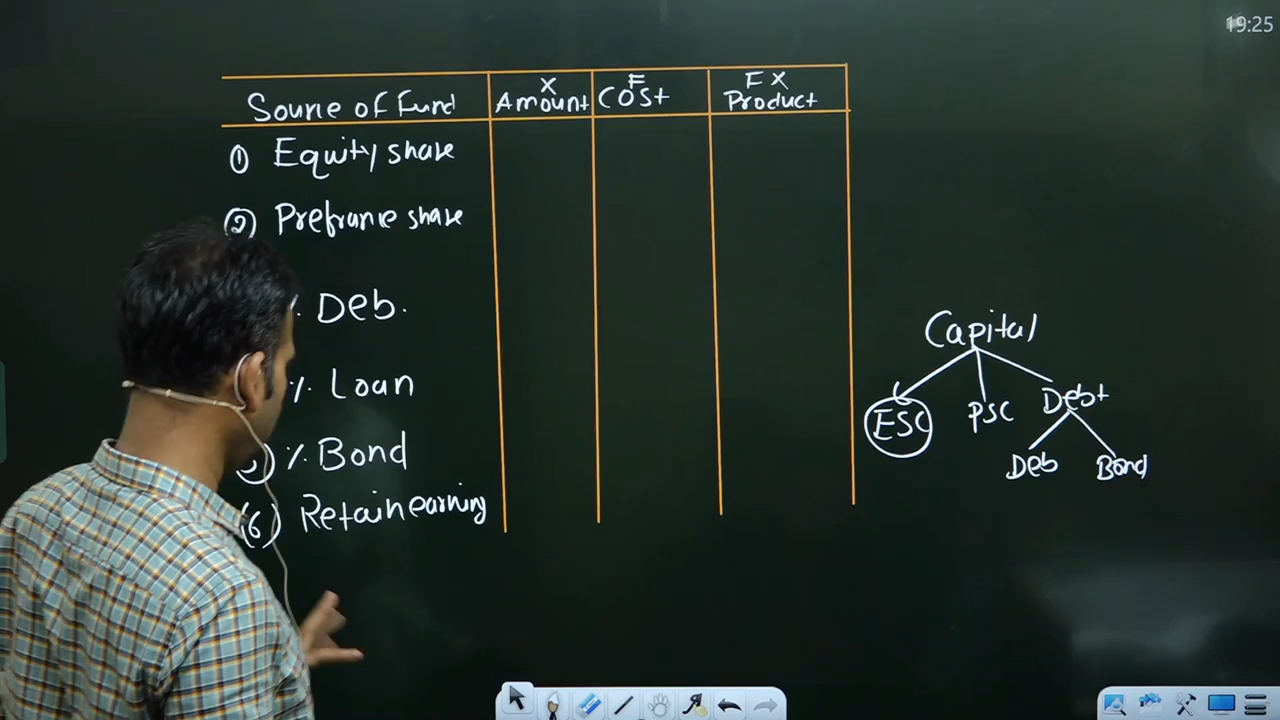 19:25
X F F X
Source of Fund Amount Cost Product
① Equity share
② Prefrance share
% Deb.
% Loan
% Bond
(6) Retain earning
Capital
ESC PSC Debt
Deb Bond